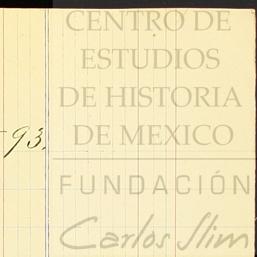 CENTRO DE
ESTUDIOS
DE HISTORIA
DE MEXICO
93.
FUNDACIÓN
Carlos Slim